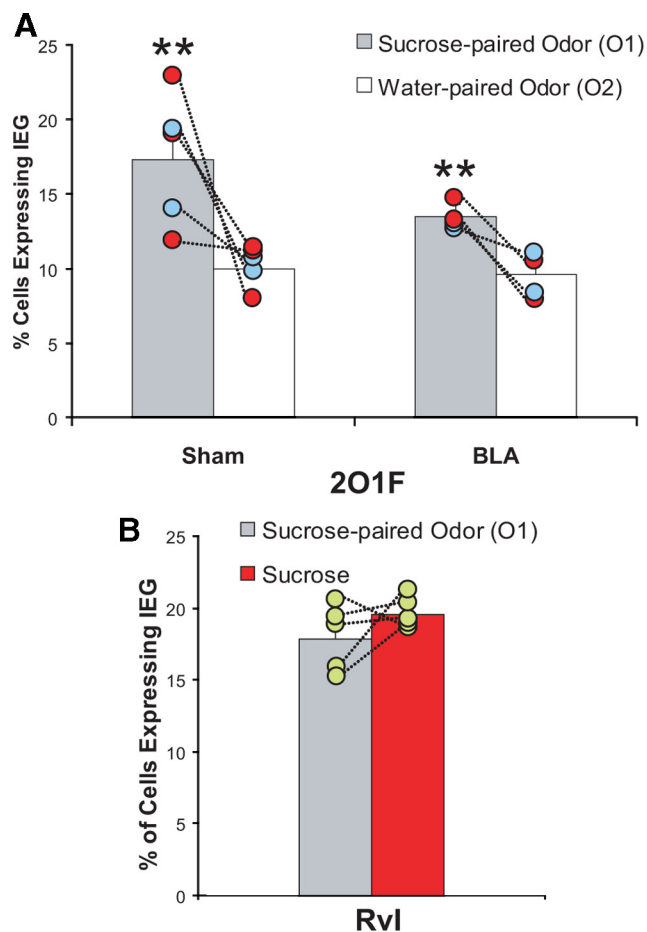 A
25
20
15
10
5
0
% Cells Expressing IEG
**
**
Sucrose-paired Odor (O1)
Water-paired Odor (O2)
Sham
BLA
2O1F
B
25
20
15
10
5
0
% of Cells Expressing IEG
Sucrose-paired Odor (O1)
Sucrose
RvI